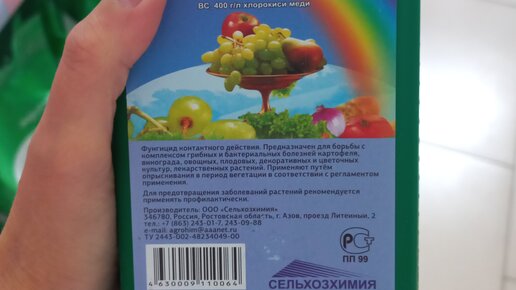 ВС 400 г/л хлорокиси меди
Фунгицид контактного действия. Предназначен для борьбы с
комплексом грибных и бактериальных болезней картофеля,
винограда, овощных, плодовых, декоративных и цветочных
культур, лекарственных растений. Применяют путём
опрыскивания в период вегетации в соответствии с регламентом
применения.
Для предотвращения заболеваний растений рекомендуется
применять профилактически.
Производитель: ООО «Сельхозхимия»
346780, Россия, Ростовская область, г. Азов, проезд Литейный, 2
тел.: +7 (863) 243-01-7, 243-09-88
e-mail: agrohim@aaanet.ru
ТУ 2443-002-48234049-00
РСТ
ПП 99
4630009110064
СЕЛЬХОЗХИМИЯ